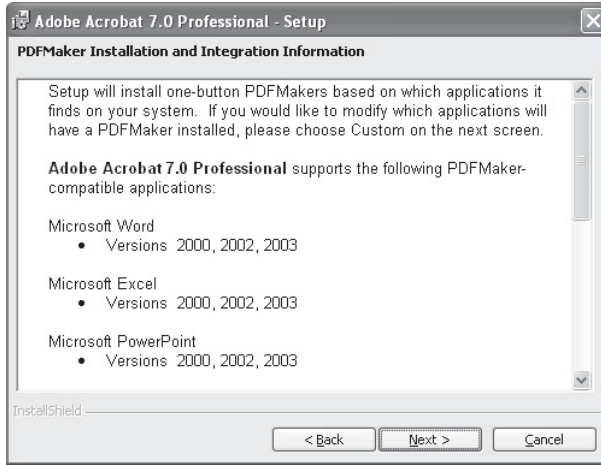 Adobe Acrobat 7.0 Professional - Setup
PDFMaker Installation and Integration Information
Setup will install one-button PDFMakers based on which applications it
finds on your system. If you would like to modify which applications will
have a PDFMaker installed, please choose Custom on the next screen.
Adobe Acrobat 7.0 Professional supports the following PDFMaker-
compatible applications:
Microsoft Word
• Versions 2000, 2002, 2003
Microsoft Excel
• Versions 2000, 2002, 2003
Microsoft PowerPoint
• Versions 2000, 2002, 2003
InstallShield
< Back Next > Cancel